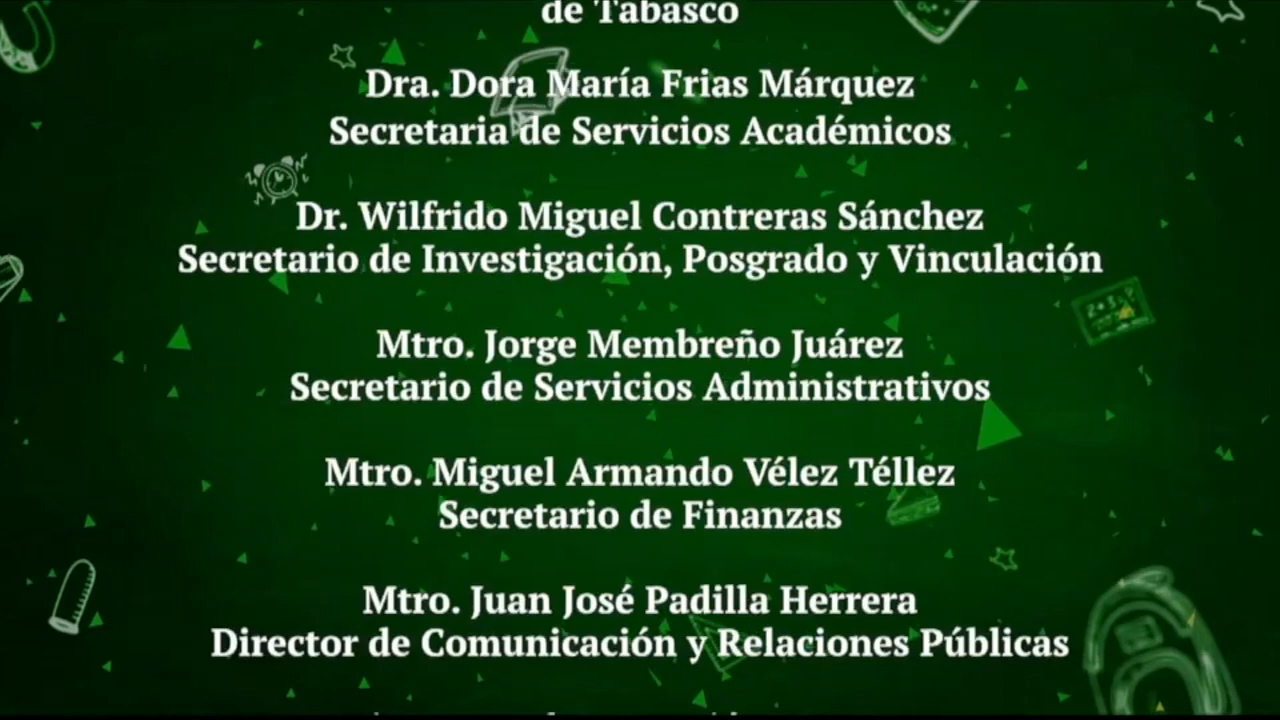 de Tabasco
Dra. Dora María Frias Márquez
Secretaria de Servicios Académicos
Dr. Wilfrido Miguel Contreras Sánchez
Secretario de Investigación, Posgrado y Vinculación
Mtro. Jorge Membreño Juárez
Secretario de Servicios Administrativos
Mtro. Miguel Armando Vélez Téllez
Secretario de Finanzas
Mtro. Juan José Padilla Herrera
Director de Comunicación y Relaciones Públicas